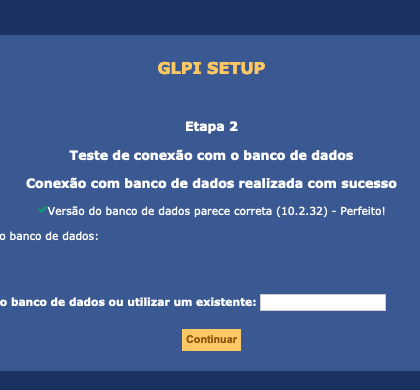 GLPI SETUP
Etapa 2
Teste de conexão com o banco de dados
Conexão com banco de dados realizada com sucesso
Versão do banco de dados parece correta (10.2.32) - Perfeito!
o banco de dados:
o banco de dados ou utilizar um existente:
Continuar